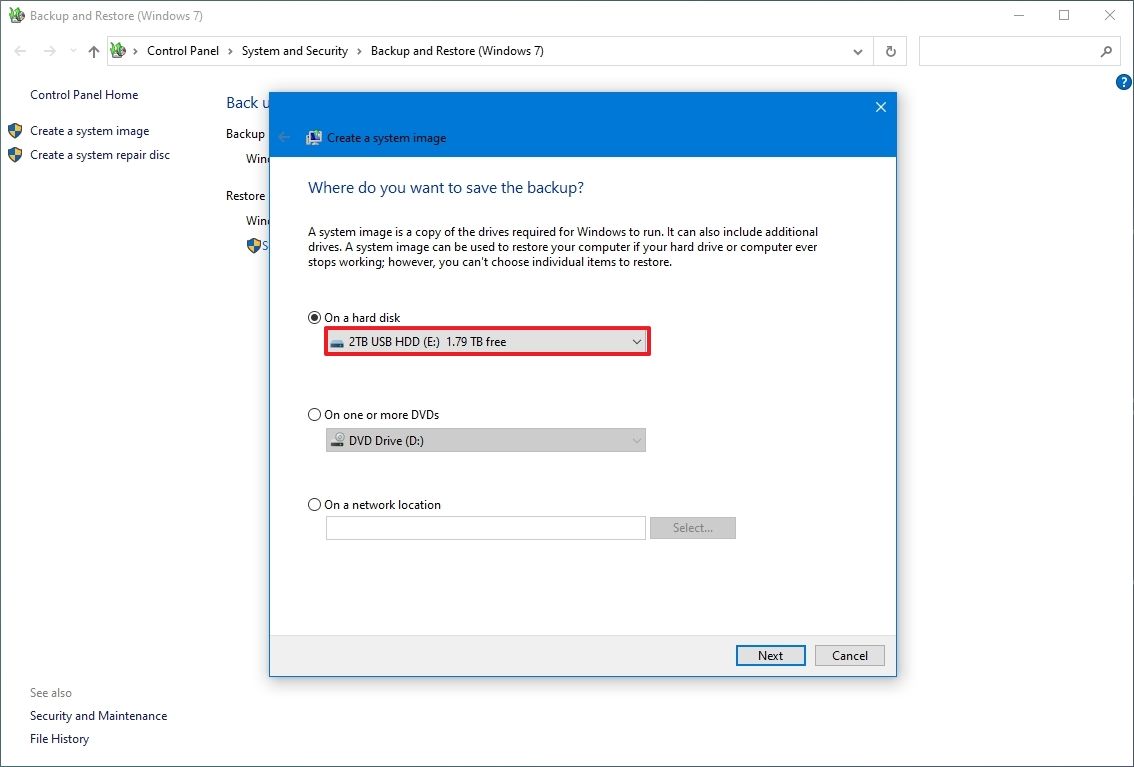 Backup and Restore (Windows 7)
Control Panel › System and Security › Backup and Restore (Windows 7)
?
Control Panel Home
Create a system image
Create a system repair disc
Back u
Backup
Win
Restore
Win
S
Create a system image
Where do you want to save the backup?
A system image is a copy of the drives required for Windows to run. It can also include additional
drives. A system image can be used to restore your computer if your hard drive or computer ever
stops working; however, you can't choose individual items to restore.
On a hard disk
2TB USB HDD (E:) 1.79 TB free
On one or more DVDs
DVD Drive (D:)
On a network location
Select...
Next
Cancel
See also
Security and Maintenance
File History